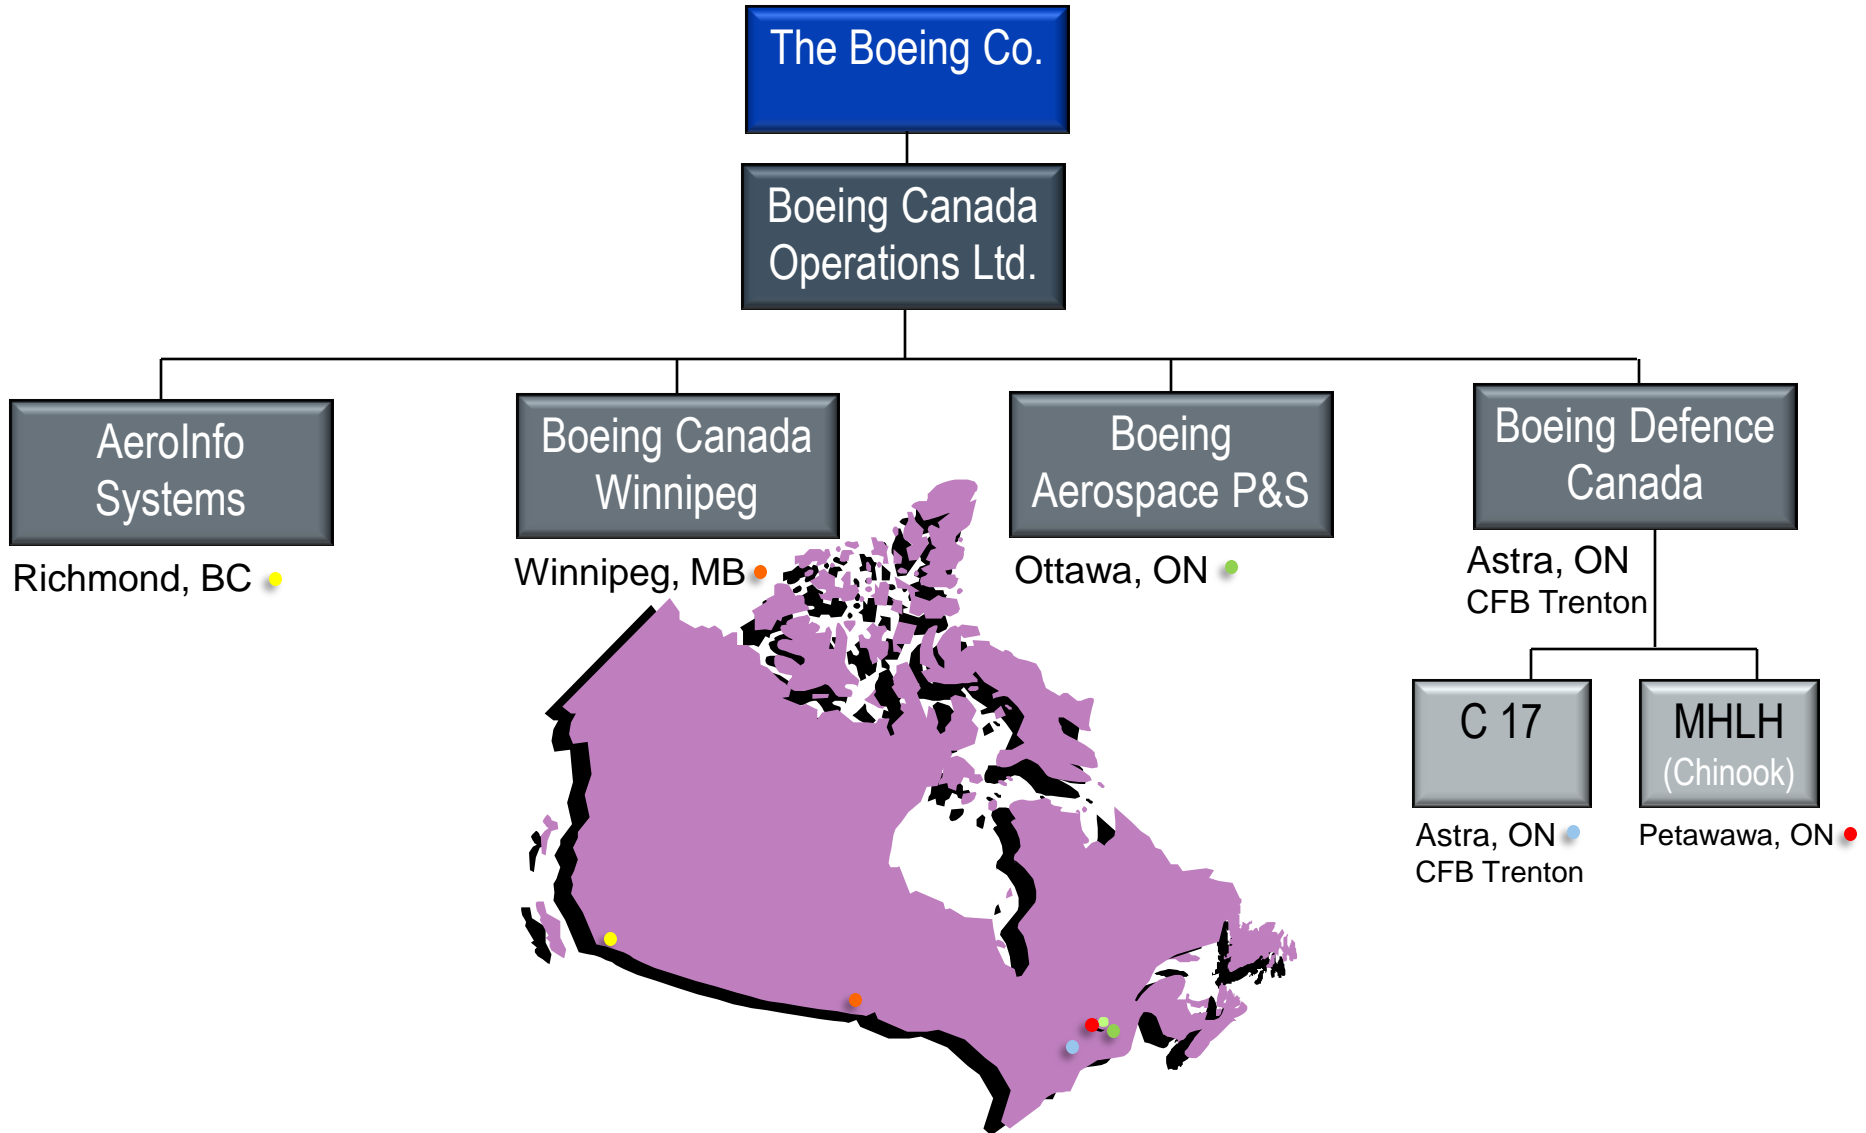 The Boeing Co.
Boeing Canada
Operations Ltd.
AeroInfo
Systems
Richmond, BC
Boeing Canada
Winnipeg
Winnipeg, MB
Boeing
Aerospace P&S
Ottawa, ON
Boeing Defence
Canada
Astra, ON
CFB Trenton
C 17
Astra, ON
CFB Trenton
MHLH
(Chinook)
Petawawa, ON